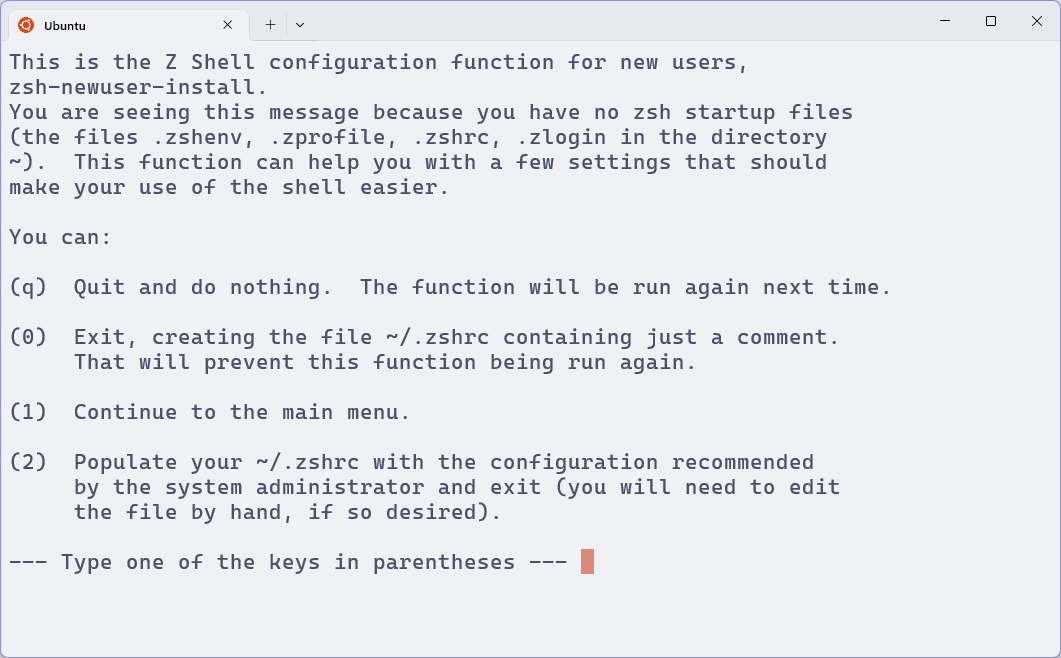 Ubuntu
This is the Z Shell configuration function for new users,
zsh-newuser-install.
You are seeing this message because you have no zsh startup files
(the files .zshenv, .zprofile, .zshrc, .zlogin in the directory
~).  This function can help you with a few settings that should
make your use of the shell easier.

You can:

(q)  Quit and do nothing.  The function will be run again next time.

(0)  Exit, creating the file ~/.zshrc containing just a comment.
     That will prevent this function being run again.

(1)  Continue to the main menu.

(2)  Populate your ~/.zshrc with the configuration recommended
     by the system administrator and exit (you will need to edit
     the file by hand, if so desired).

--- Type one of the keys in parentheses ---